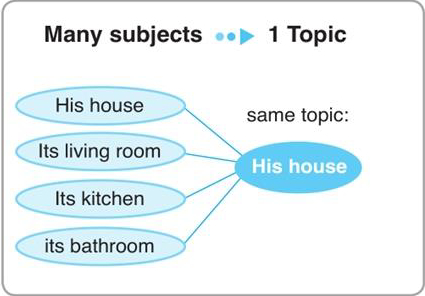 Many subjects 1 Topic
His house
Its living room
Its kitchen
its bathroom
same topic:
His house